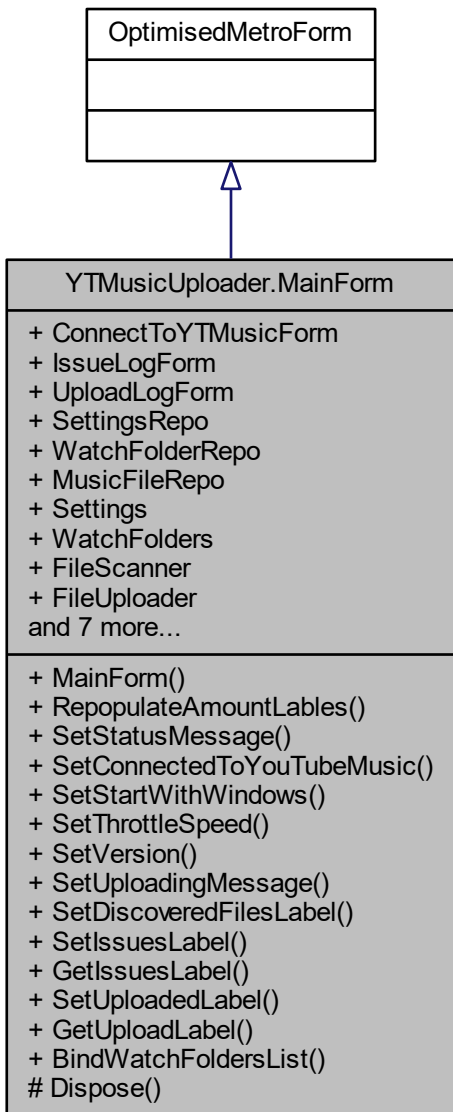 OptimisedMetroForm
YTMusicUploader.MainForm
+ ConnectToYTMusicForm
+ IssueLogForm
+ UploadLogForm
+ SettingsRepo
+ WatchFolderRepo
+ MusicFileRepo
+ Settings
+ WatchFolders
+ FileScanner
+ FileUploader
and 7 more...
+ MainForm()
+ RepopulateAmountLables()
+ SetStatusMessage()
+ SetConnectedToYouTubeMusic()
+ SetStartWithWindows()
+ SetThrottleSpeed()
+ SetVersion()
+ SetUploadingMessage()
+ SetDiscoveredFilesLabel()
+ SetIssuesLabel()
+ GetIssuesLabel()
+ SetUploadedLabel()
+ GetUploadLabel()
+ BindWatchFoldersList()
# Dispose()